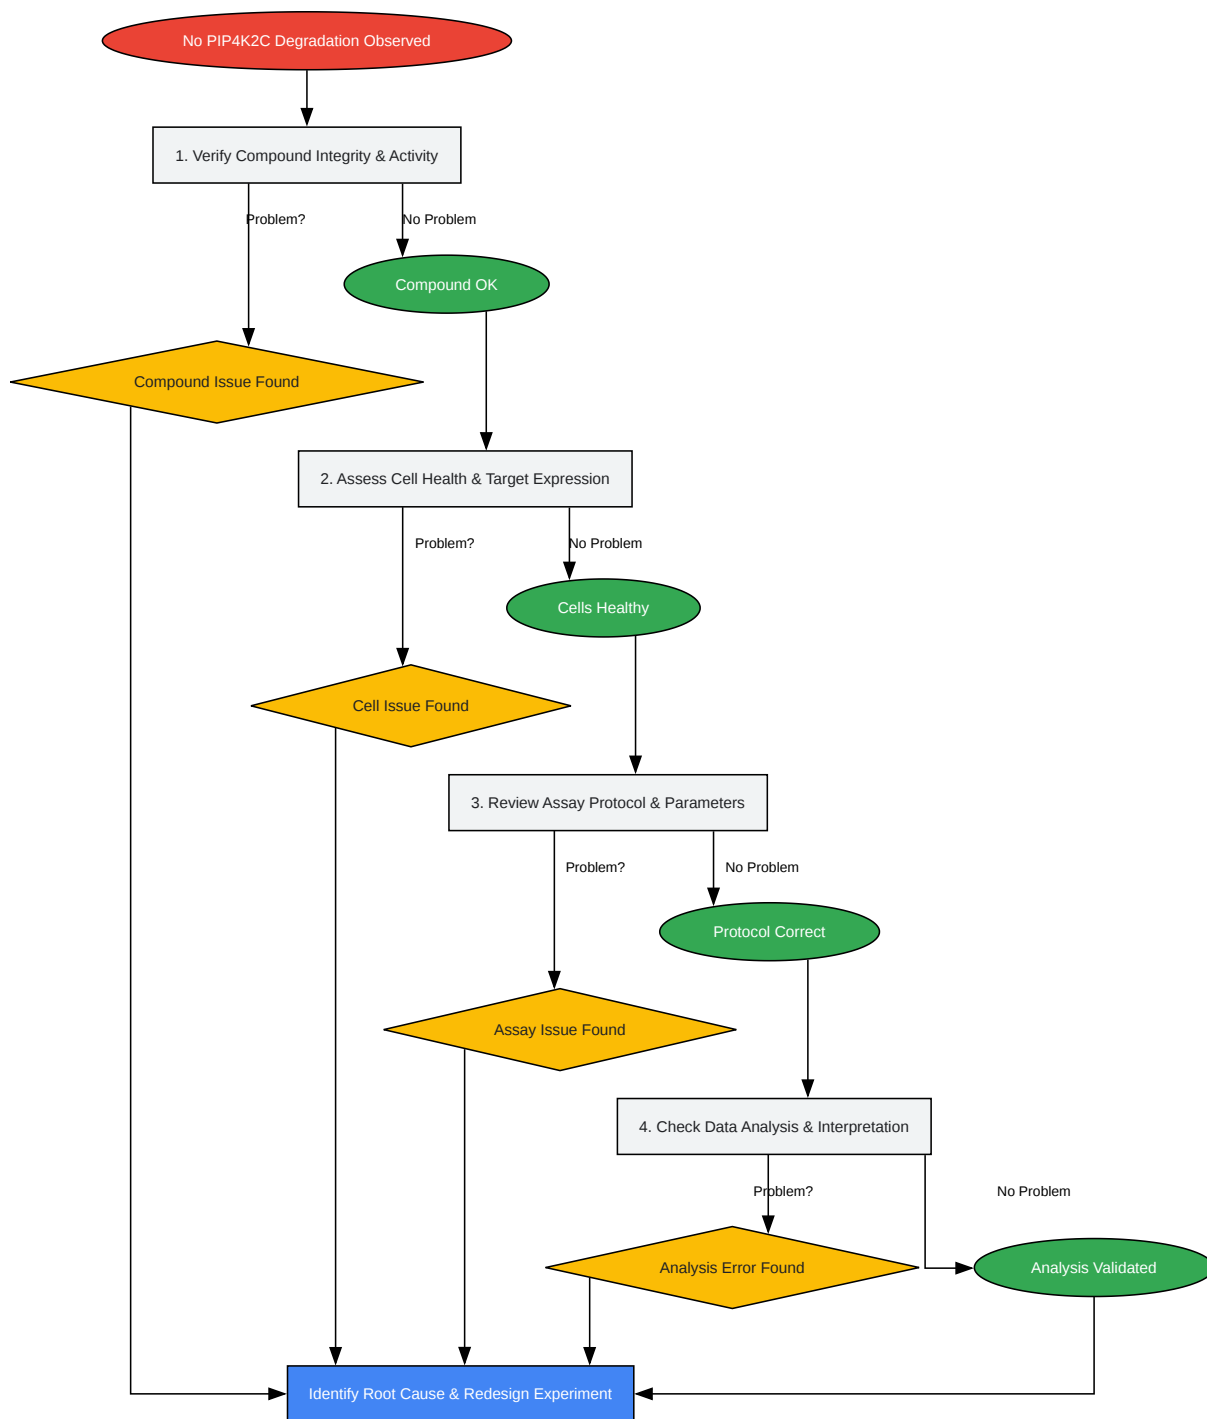 No PIP4K2C Degradation Observed
1. Verify Compound Integrity & Activity
Problem?
No Problem
Compound OK
Compound Issue Found
2. Assess Cell Health & Target Expression
Problem?
No Problem
Cells Healthy
Cell Issue Found
3. Review Assay Protocol & Parameters
Problem?
No Problem
Protocol Correct
Assay Issue Found
4. Check Data Analysis & Interpretation
Problem?
No Problem
Analysis Error Found
Analysis Validated
Identify Root Cause & Redesign Experiment